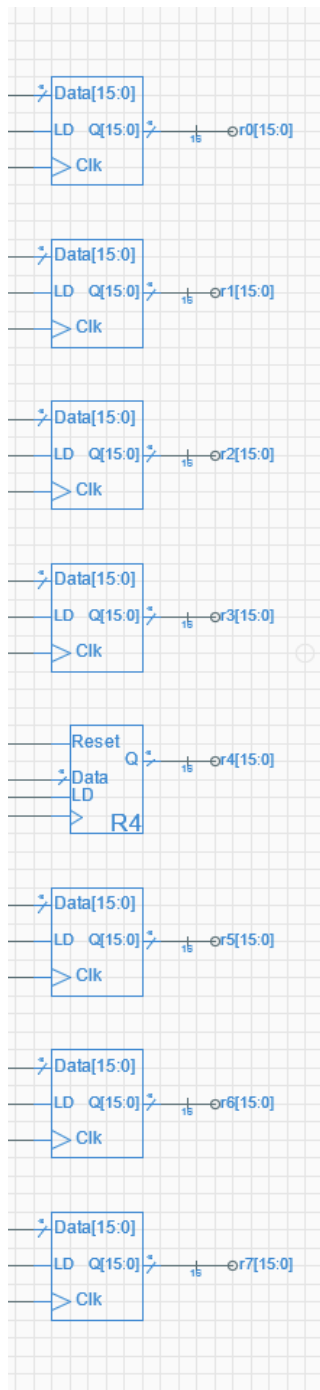 Data[15:0]
LD Q[15:0] 16 r0[15:0]
Clk
Data[15:0]
LD Q[15:0] 16 r1[15:0]
Clk
Data[15:0]
LD Q[15:0] 16 r2[15:0]
Clk
Data[15:0]
LD Q[15:0] 16 r3[15:0]
Clk
Reset
Q 16 r4[15:0]
Data
LD
R4
Data[15:0]
LD Q[15:0] 16 r5[15:0]
Clk
Data[15:0]
LD Q[15:0] 16 r6[15:0]
Clk
Data[15:0]
LD Q[15:0] 16 r7[15:0]
Clk